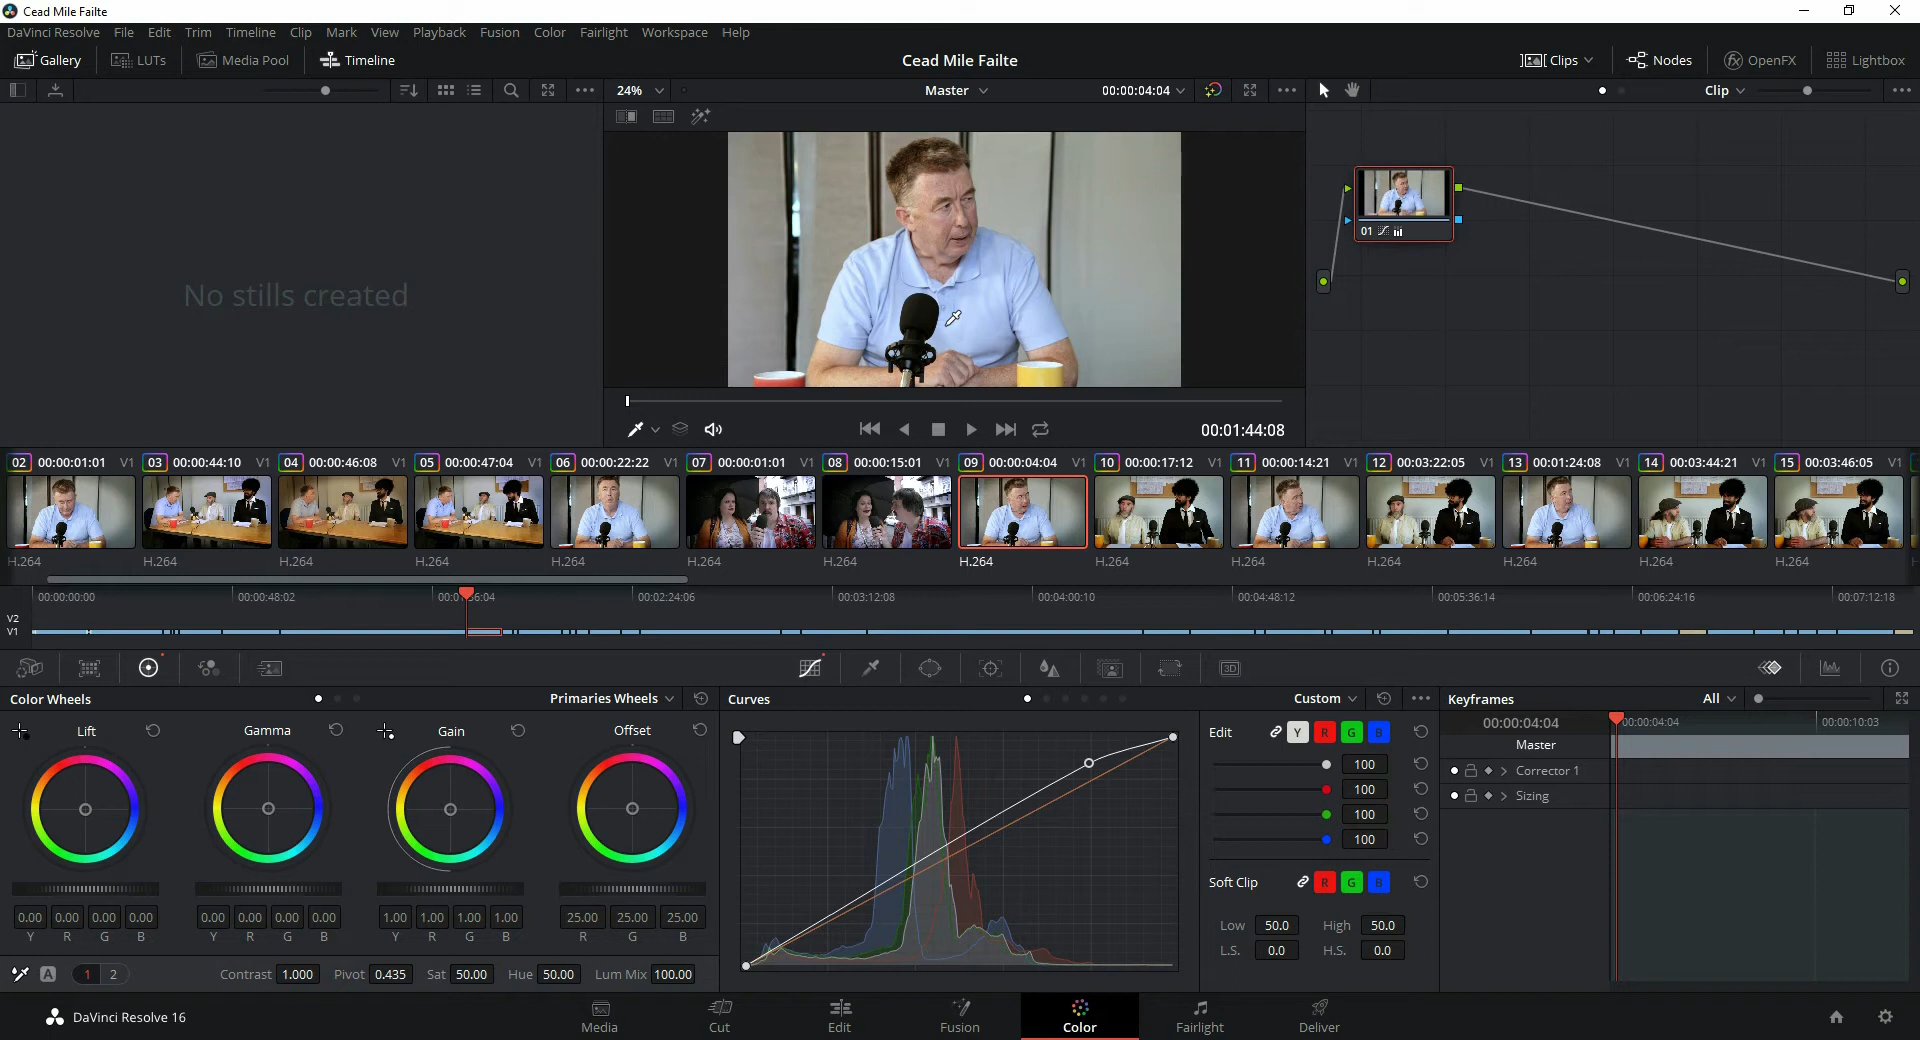 Cead Mile Failte
DaVinci Resolve File Edit Trim Timeline Clip Mark View Playback Fusion Color Fairlight Workspace Help
Gallery LUTs Media Pool Timeline Cead Mile Failte Clips Nodes OpenFX Lightbox
24% Master 00:00:04:04 Clip
No stills created
01
00:01:44:08
02 00:00:01:01 V1 03 00:00:44:10 V1 04 00:00:46:08 V1 05 00:00:47:04 V1 06 00:00:22:22 V1 07 00:00:01:01 V1 08 00:00:15:01 V1 09 00:00:04:04 V1 10 00:00:17:12 V1 11 00:00:14:21 V1 12 00:03:22:05 V1 13 00:01:24:08 V1 14 00:03:44:21 V1 15 00:03:46:05 V1
H.264 H.264 H.264 H.264 H.264 H.264 H.264 H.264 H.264 H.264 H.264 H.264 H.264 H.264
00:00:00:00 00:00:48:02 00:01:36:04 00:02:24:06 00:03:12:08 00:04:00:10 00:04:48:12 00:05:36:14 00:06:24:16 00:07:12:18
V2
V1
3D
Color Wheels Primaries Wheels Curves Custom Keyframes All
00:00:04:04 00:00:04:04 00:00:10:03
Lift Gamma Gain Offset Edit Y R G B
Master
100
Corrector 1
100
Sizing
100
100
Soft Clip R G B
0.00 0.00 0.00 0.00 0.00 0.00 0.00 0.00 1.00 1.00 1.00 1.00 25.00 25.00 25.00
Y R G B Y R G B Y R G B R G B
Low 50.0 High 50.0
L.S. 0.0 H.S. 0.0
A 1 2 Contrast 1.000 Pivot 0.435 Sat 50.00 Hue 50.00 Lum Mix 100.00
DaVinci Resolve 16 Media Cut Edit Fusion Color Fairlight Deliver